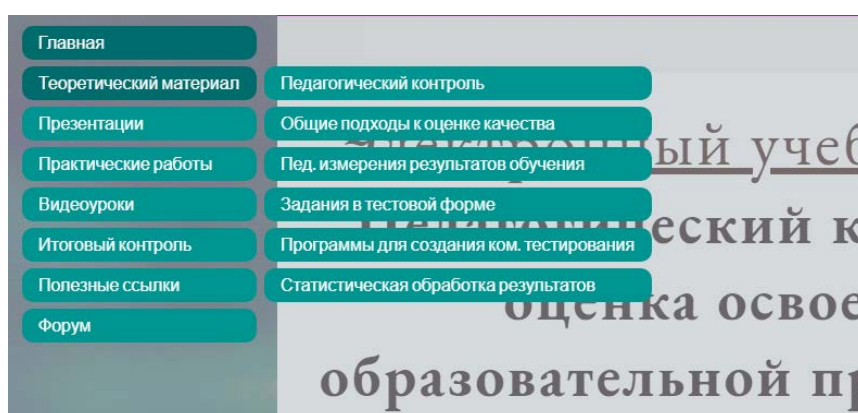 Главная
Теоретический материал
Презентации
Практические работы
Видеоуроки
Итоговый контроль
Полезные ссылки
Форум
Педагогический контроль
Общие подходы к оценке качества
Пед. измерения результатов обучения
Задания в тестовой форме
Программы для создания ком. тестирования
Статистическая обработка результатов
ый учеб
еский к
оценка освое
образовательной пр